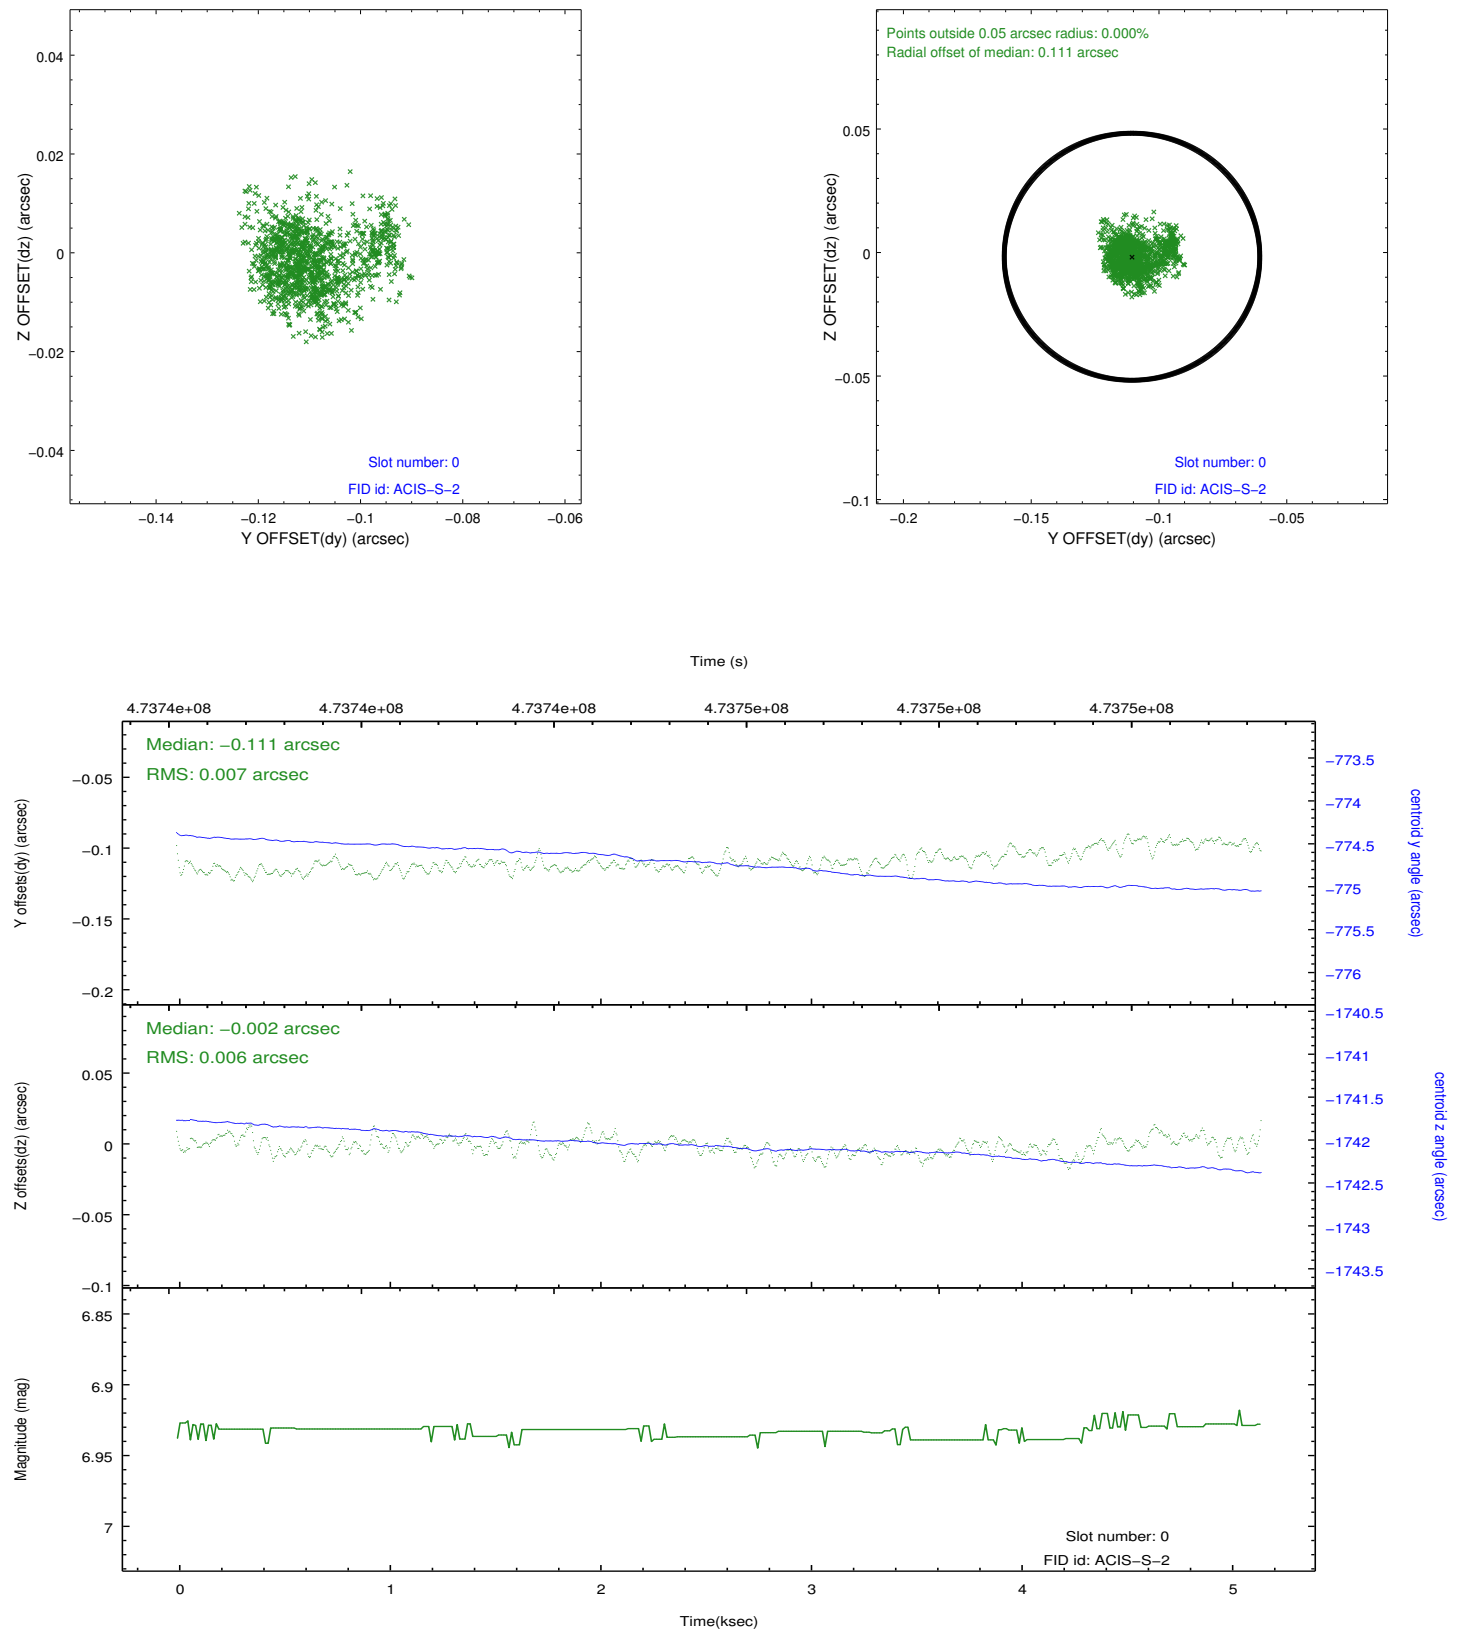 0.04
0.02
0
−0.02
−0.04
Z OFFSET(dz) (arcsec)
Slot number: 0
FID id: ACIS−S−2
−0.14
−0.12
−0.1
−0.08
−0.06
Y OFFSET(dy) (arcsec)
Points outside 0.05 arcsec radius: 0.000%
Radial offset of median: 0.111 arcsec
0.05
0
−0.05
−0.1
Z OFFSET(dz) (arcsec)
Slot number: 0
FID id: ACIS−S−2
−0.2
−0.15
−0.1
−0.05
Y OFFSET(dy) (arcsec)
Time (s)
4.7374e+08
4.7374e+08
4.7374e+08
4.7375e+08
4.7375e+08
4.7375e+08
Median: −0.111 arcsec
RMS: 0.007 arcsec
−0.05
−0.1
−0.15
−0.2
Y offsets(dy) (arcsec)
−773.5
−774
−774.5
−775
−775.5
−776
centroid y angle (arcsec)
Median: −0.002 arcsec
RMS: 0.006 arcsec
0.05
0
−0.05
−0.1
Z offsets(dz) (arcsec)
−1740.5
−1741
−1741.5
−1742
−1742.5
−1743
−1743.5
centroid z angle (arcsec)
6.85
6.9
6.95
7
Magnitude (mag)
Slot number: 0
FID id: ACIS−S−2
0
1
2
3
4
5
Time(ksec)